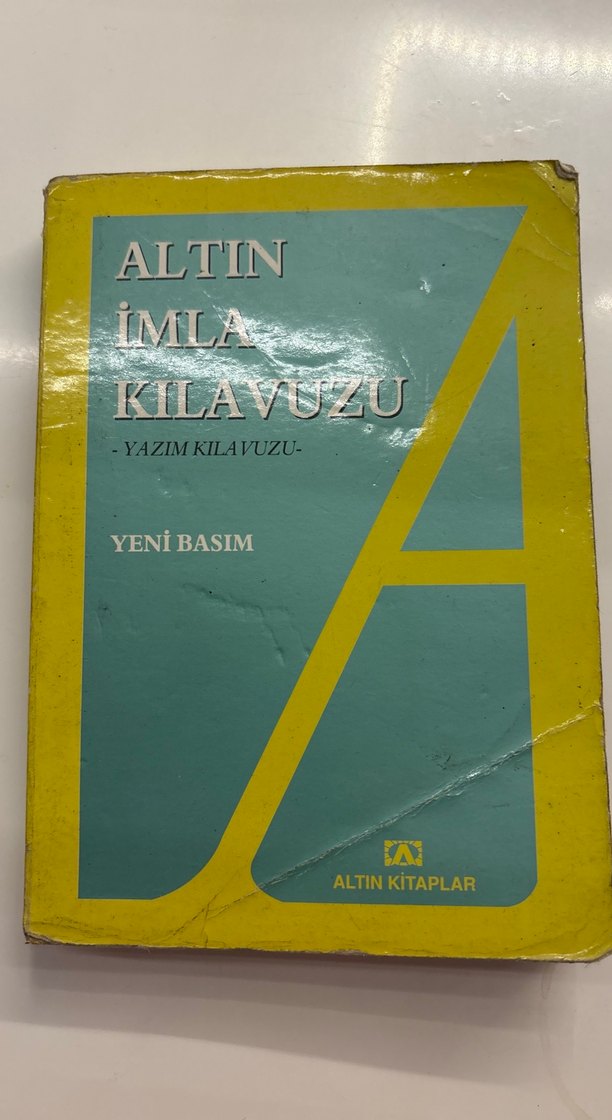 ALTIN
İMLA
KILAVUZU
- YAZIM KILAVUZU-
YENİ BASIM
ALTIN KİTAPLAR